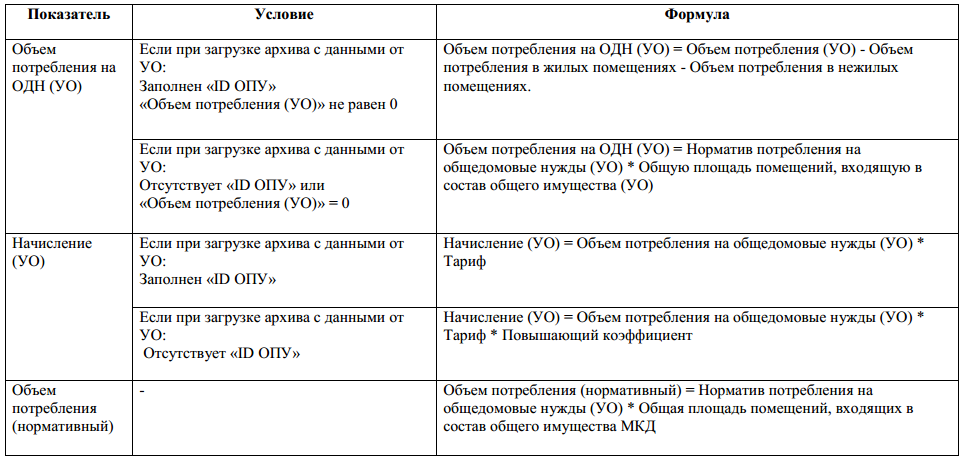 Показатель
Условие
Формула
Объем
потребления на
ОДН (УО)
Если при загрузке архива с данными от
УО:
Заполнен «ID ОПУ»
«Объем потребления (УО)» не равен 0
Объем потребления на ОДН (УО) = Объем потребления (УО) - Объем
потребления в жилых помещениях - Объем потребления в нежилых
помещениях.
Если при загрузке архива с данными от
УО:
Отсутствует «ID ОПУ» или
«Объем потребления (УО)» = 0
Объем потребления на ОДН (УО) = Норматив потребления на
общедомовые нужды (УО) * Общую площадь помещений, входящую в
состав общего имущества (УО)
Начисление
(УО)
Если при загрузке архива с данными от
УО:
Заполнен «ID ОПУ»
Начисление (УО) = Объем потребления на общедомовые нужды (УО) *
Тариф
Если при загрузке архива с данными от
УО:
Отсутствует «ID ОПУ»
Начисление (УО) = Объем потребления на общедомовые нужды (УО) *
Тариф * Повышающий коэффициент
Объем
потребления
(нормативный)
-
Объем потребления (нормативный) = Норматив потребления на
общедомовые нужды (УО) * Общая площадь помещений, входящих в
состав общего имущества МКД